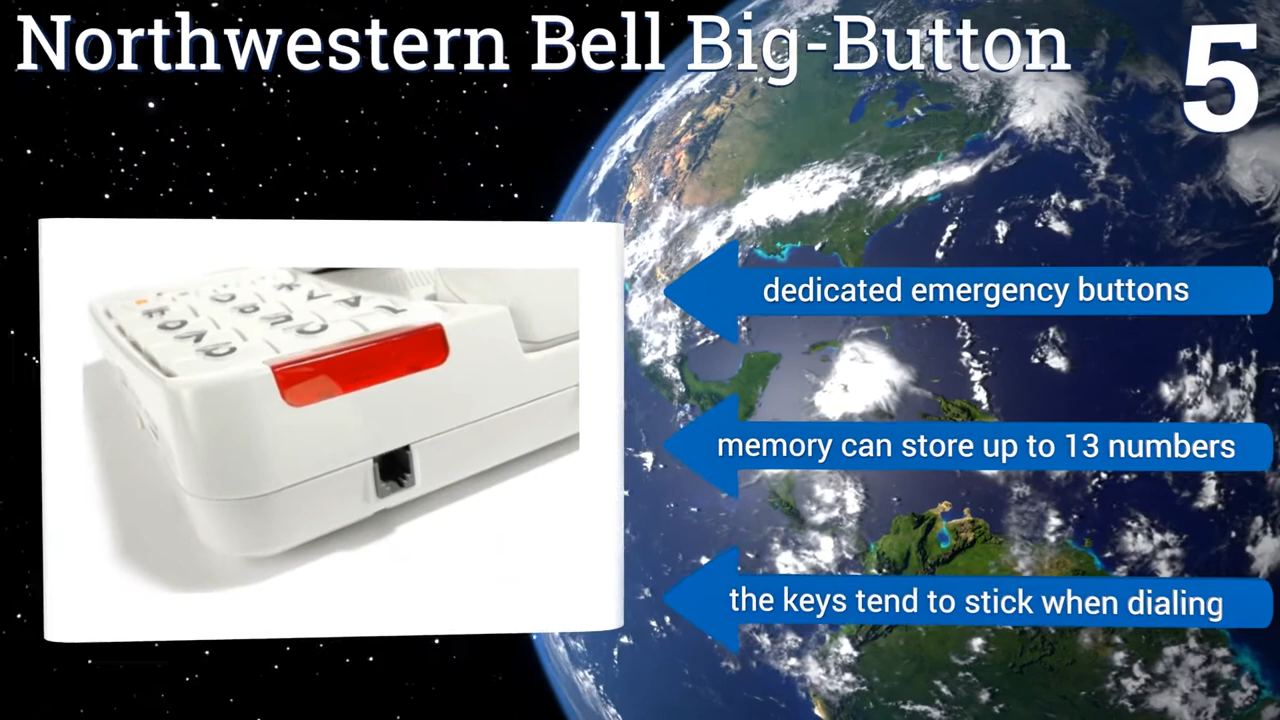 Northwestern Bell Big-Button
5
dedicated emergency buttons
memory can store up to 13 numbers
the keys tend to stick when dialing